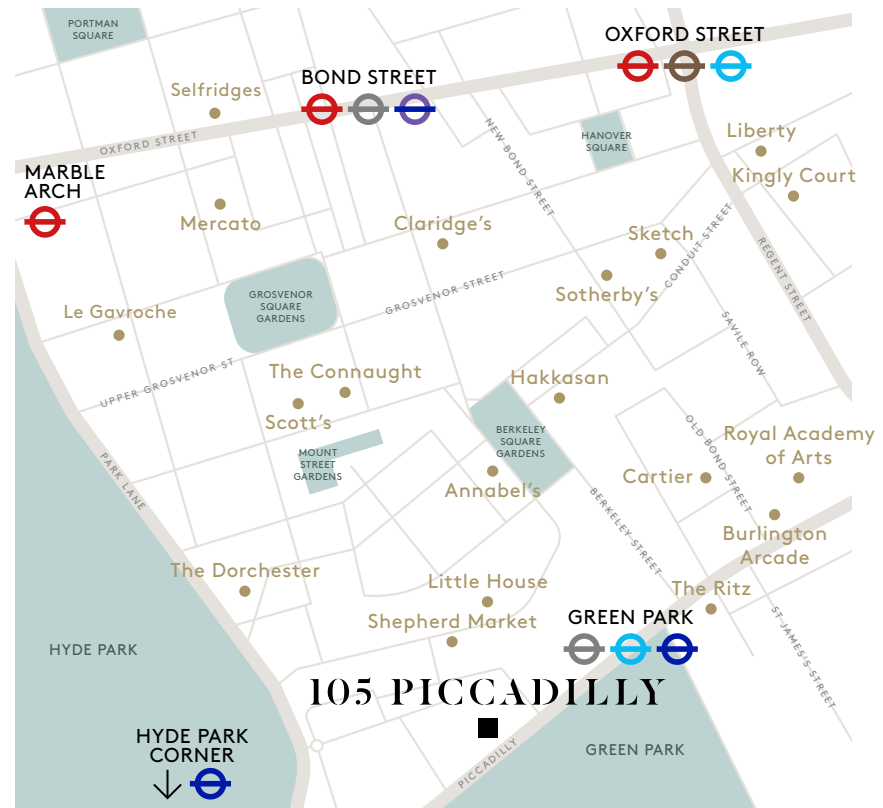 PORTMAN
SQUARE
OXFORD STREET
BOND STREET
Selfridges
OXFORD STREET
NEW BOND STREET
HANOVER
SQUARE
Liberty
MARBLE
ARCH
Kingly Court
Mercato
Claridge's
Sketch
CONDUIT STREET
REGENT STREET
GROSVENOR
SQUARE
GARDENS
GROSVENOR STREET
Sotherby's
Le Gavroche
SAVILE ROW
UPPER GROSVENOR ST
The Connaught
Hakkasan
Scott's
BERKELEY
SQUARE
GARDENS
OLD BOND STREET
Royal Academy
of Arts
MOUNT
STREET
GARDENS
PARK LANE
Annabel's
Cartier
BERKELEY STREET
Burlington
Arcade
The Dorchester
Little House
The Ritz
Shepherd Market
GREEN PARK
ST JAMES'S STREET
HYDE PARK
105 PICCADILLY
HYDE PARK
CORNER
PICCADILLY
GREEN PARK